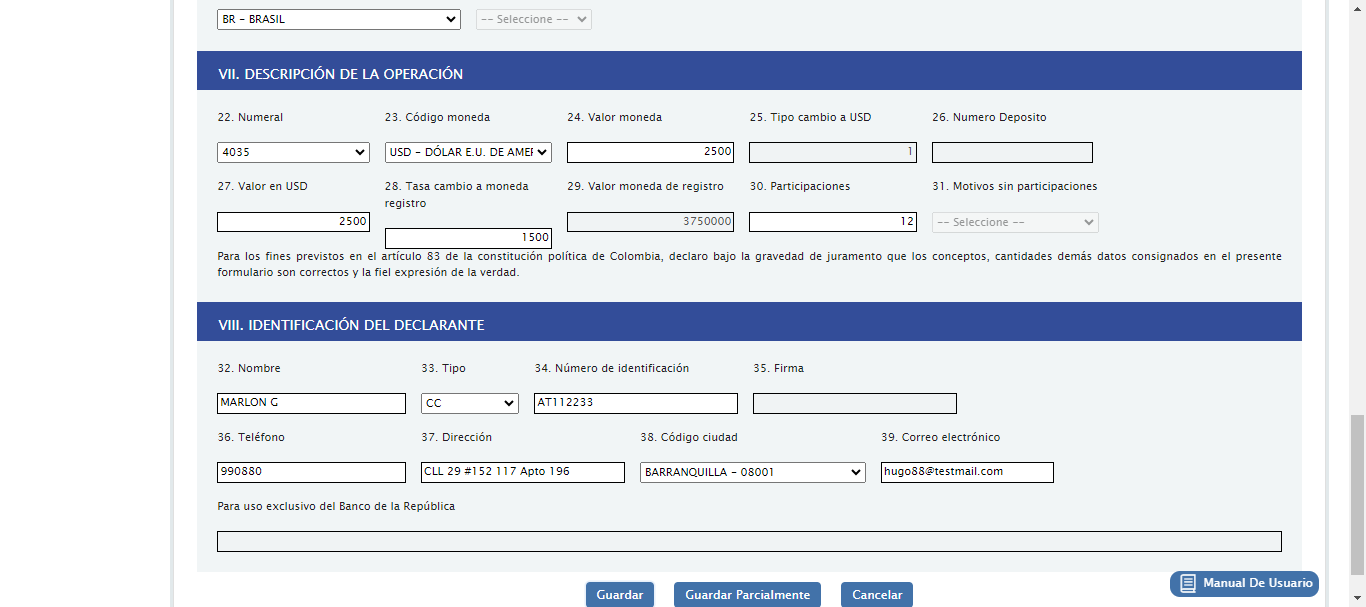 BR - BRASIL -- Seleccione --
VII. DESCRIPCIÓN DE LA OPERACIÓN
22. Numeral 23. Código moneda 24. Valor moneda 25. Tipo cambio a USD 26. Numero Deposito
4035 USD - DÓLAR E.U. DE AMER 2500 1
27. Valor en USD 28. Tasa cambio a moneda registro 29. Valor moneda de registro 30. Participaciones 31. Motivos sin participaciones
2500 1500 3750000 12 -- Seleccione --
Para los fines previstos en el artículo 83 de la constitución política de Colombia, declaro bajo la gravedad de juramento que los conceptos, cantidades demás datos consignados en el presente
formulario son correctos y la fiel expresión de la verdad.
VIII. IDENTIFICACIÓN DEL DECLARANTE
32. Nombre 33. Tipo 34. Número de identificación 35. Firma
MARLON G CC AT112233
36. Teléfono 37. Dirección 38. Código ciudad 39. Correo electrónico
990880 CLL 29 #152 117 Apto 196 BARRANQUILLA - 08001 hugo88@testmail.com
Para uso exclusivo del Banco de la República
Manual De Usuario
Guardar Guardar Parcialmente Cancelar